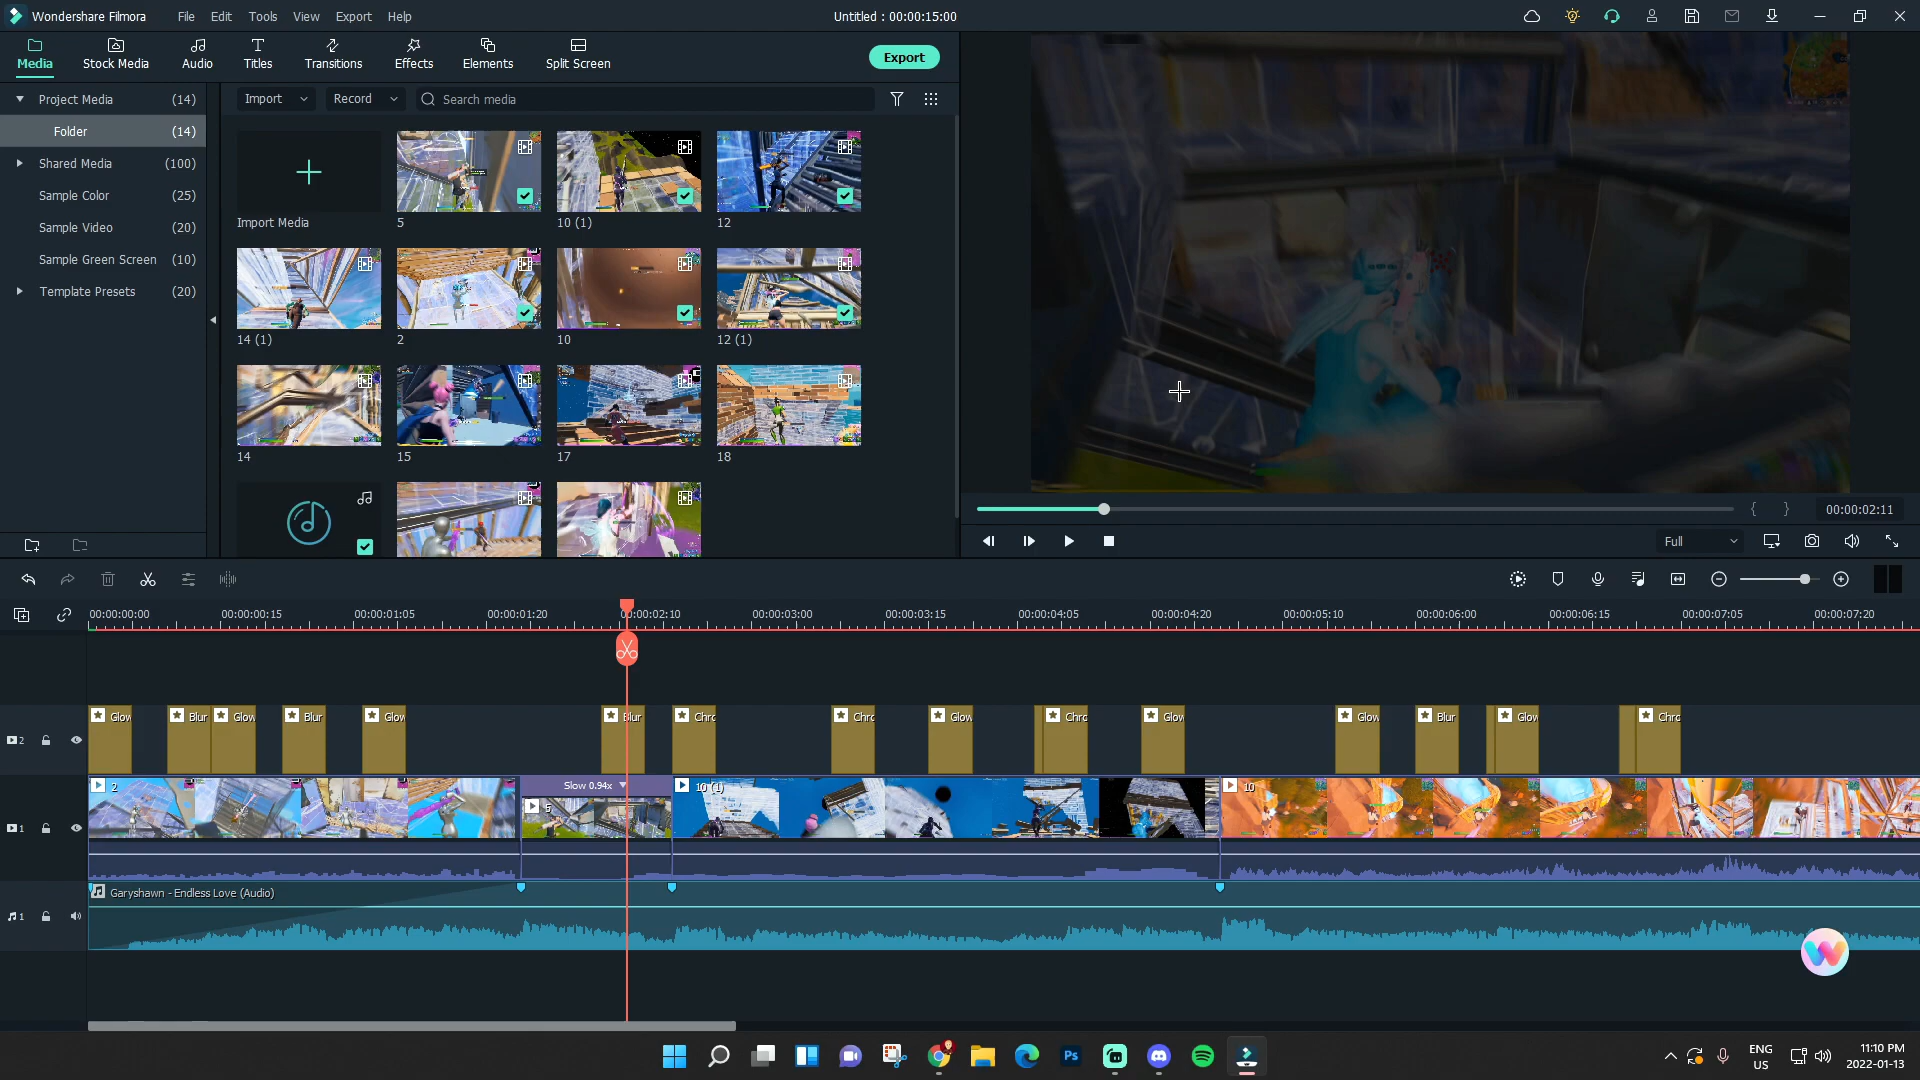 Wondershare Filmora File Edit Tools View Export Help Untitled : 00:00:15:00
Media Stock Media Audio Titles Transitions Effects Elements Split Screen Export
Project Media (14) Import Record Search media
Folder (14)
Shared Media (100)
Sample Color (25)
Sample Video (20)
Sample Green Screen (10)
Template Presets (20)
Import Media 5 10 (1) 12
14 (1) 2 10 12 (1)
14 15 17 18
00:00:02:11
Full
00:00:00:00 00:00:00:15 00:00:01:05 00:00:01:20 00:00:02:10 00:00:03:00 00:00:03:15 00:00:04:05 00:00:04:20 00:00:05:10 00:00:06:00 00:00:06:15 00:00:07:05 00:00:07:20
Glow Blur Glow Blur Glow Blur Chro Chro Glow Chro Glow Glow Blur Glow Chro
2
2 Slow 0.94x 10 (1) 10
5
1
Garyshawn - Endless Love (Audio)
1
Ps
ENG
US
11:10 PM
2022-01-13